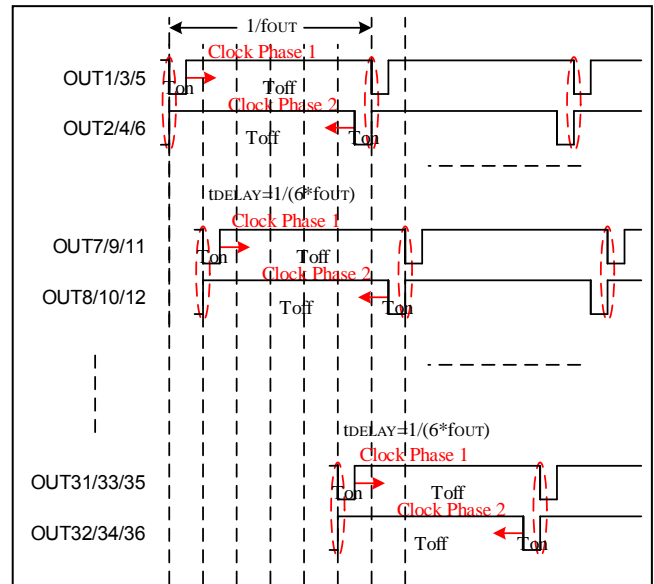 1/fOUT
Clock Phase 1
OUT1/3/5
Ton
Toff
Clock Phase 2
OUT2/4/6
Toff
Ton
tDELAY=1/(6*fOUT)
Clock Phase 1
OUT7/9/11
Ton
Toff
Clock Phase 2
OUT8/10/12
Toff
Ton
tDELAY=1/(6*fOUT)
Clock Phase 1
OUT31/33/35
Ton
Toff
Clock Phase 2
OUT32/34/36
Toff
Ton